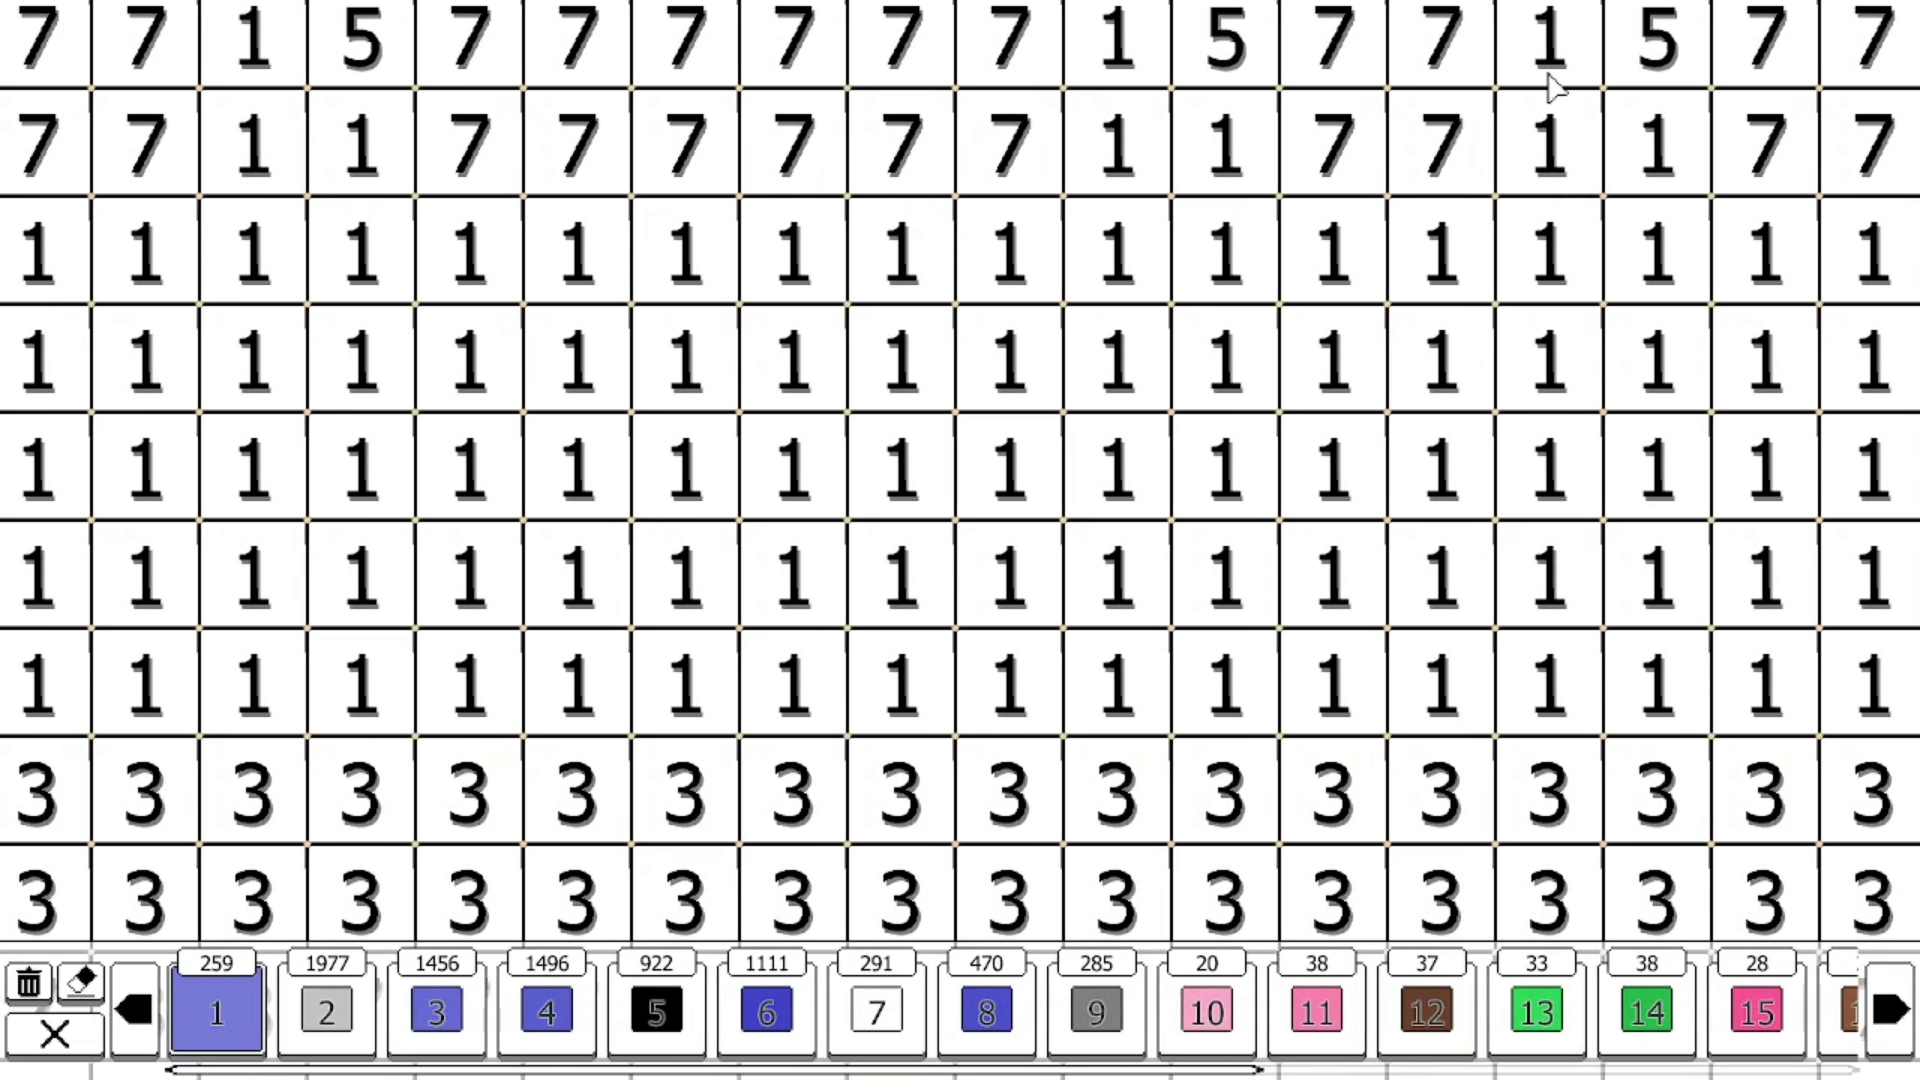 7 7 1 5 7 7 7 7 7 7 1 5 7 7 1 5 7 7
7 7 1 1 7 7 7 7 7 7 1 1 7 7 1 1 7 7
1 1 1 1 1 1 1 1 1 1 1 1 1 1 1 1 1 1
1 1 1 1 1 1 1 1 1 1 1 1 1 1 1 1 1 1
1 1 1 1 1 1 1 1 1 1 1 1 1 1 1 1 1 1
1 1 1 1 1 1 1 1 1 1 1 1 1 1 1 1 1 1
1 1 1 1 1 1 1 1 1 1 1 1 1 1 1 1 1 1
3 3 3 3 3 3 3 3 3 3 3 3 3 3 3 3 3 3
3 3 3 3 3 3 3 3 3 3 3 3 3 3 3 3 3 3
259 1977 1456 1496 922 1111 291 470 285 20 38 37 33 38 28
1 2 3 4 5 6 7 8 9 10 11 12 13 14 15